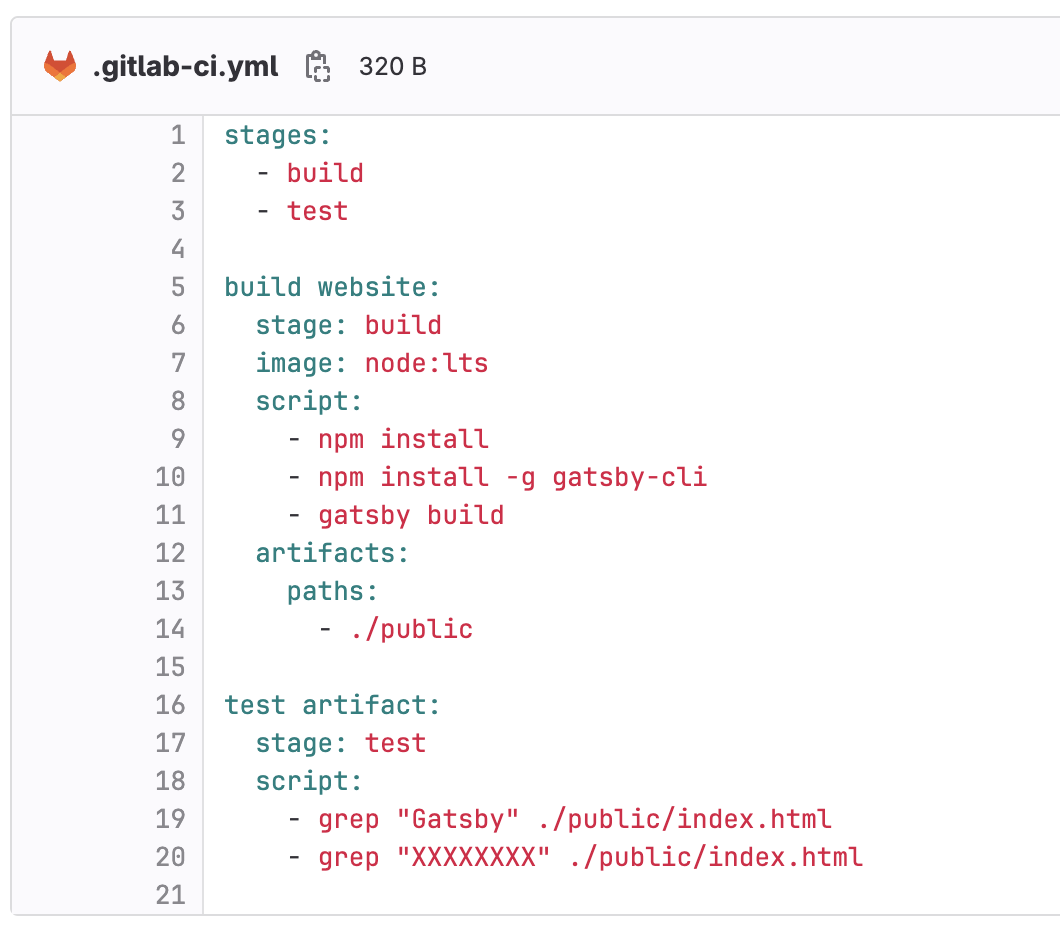 .gitlab-ci.yml 320 B
1 stages:
2   - build
3   - test
4
5 build website:
6   stage: build
7   image: node:lts
8   script:
9     - npm install
10     - npm install -g gatsby-cli
11     - gatsby build
12   artifacts:
13     paths:
14       - ./public
15
16 test artifact:
17   stage: test
18   script:
19     - grep "Gatsby" ./public/index.html
20     - grep "XXXXXXXX" ./public/index.html
21